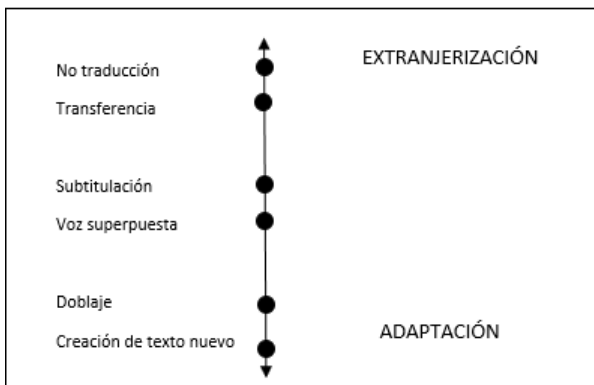 No traducción
EXTRANJERIZACIÓN
Transferencia
Subtitulación
Voz superpuesta
Doblaje
Creación de texto nuevo
ADAPTACIÓN